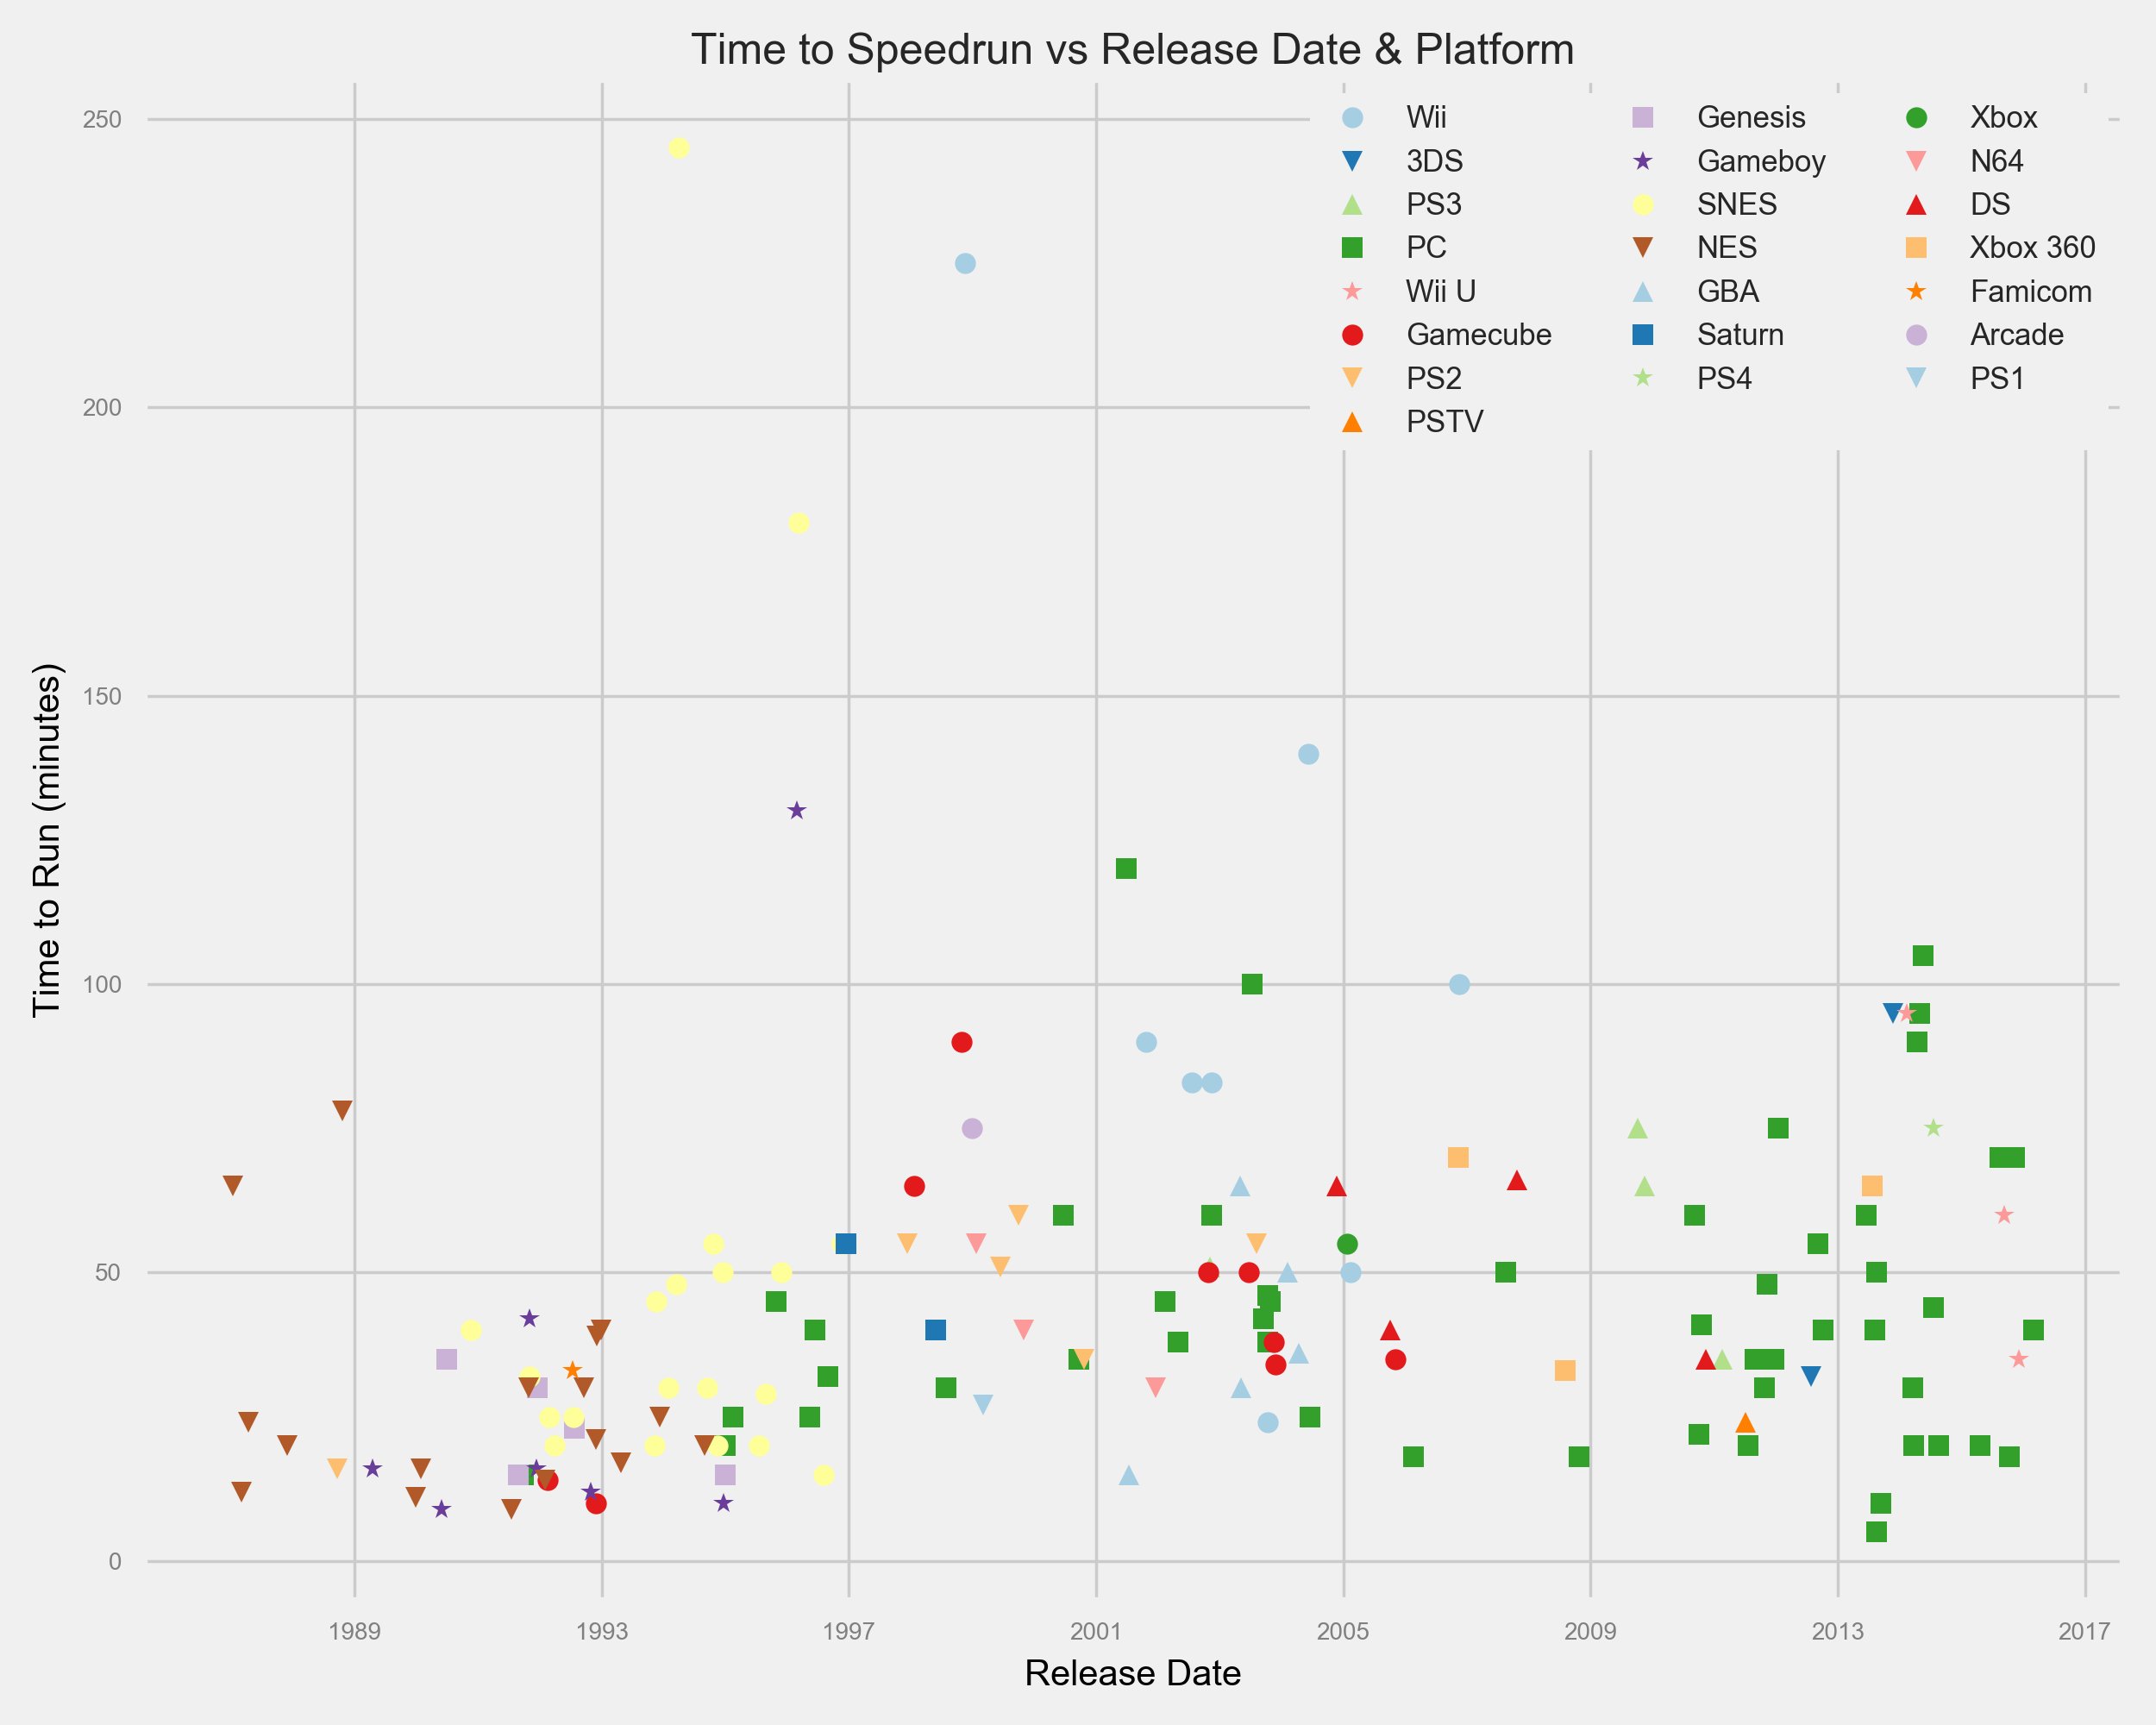 Time to Speedrun vs Release Date & Platform
250
200
150
100
50
0
Time to Run (minutes)
Wii
3DS
PS3
PC
Wii U
Gamecube
PS2
PSTV
Genesis
Gameboy
SNES
NES
GBA
Saturn
PS4
Xbox
N64
DS
Xbox 360
Famicom
Arcade
PS1
1989 1993 1997 2001 2005 2009 2013 2017
Release Date